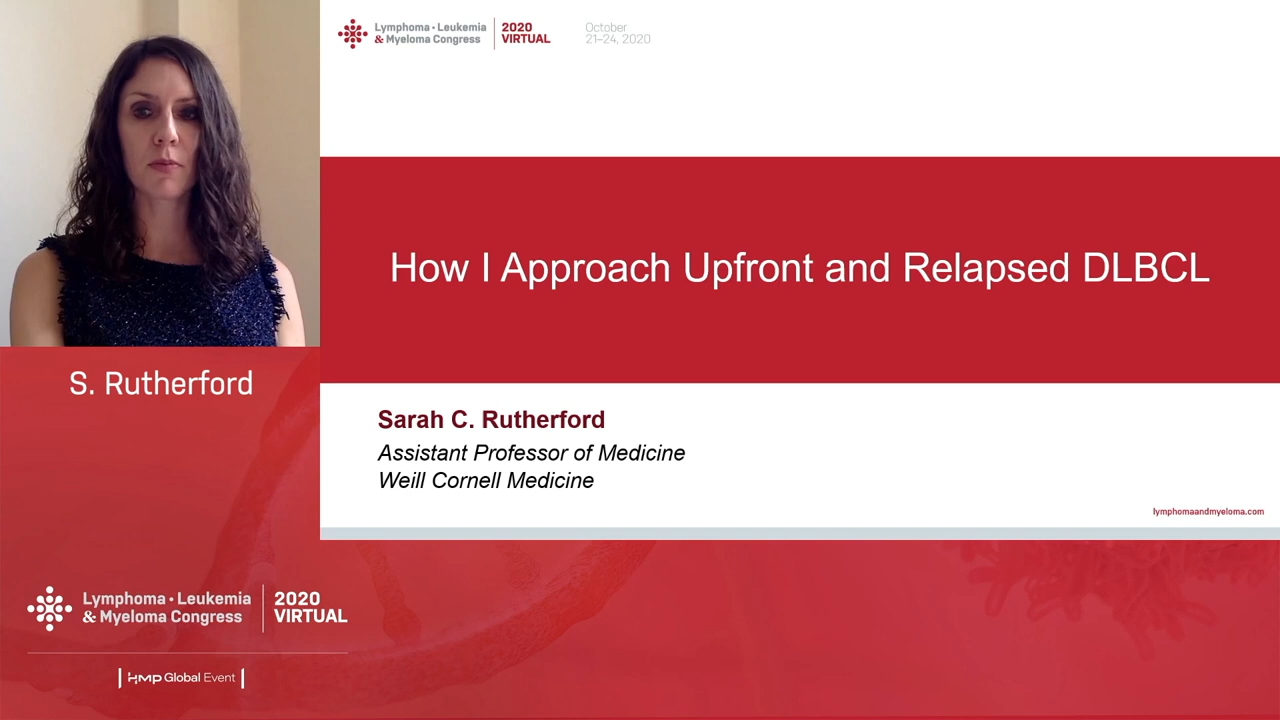 Lymphoma • Leukemia
& Myeloma Congress
2020
VIRTUAL
October
21–24, 2020
How I Approach Upfront and Relapsed DLBCL
S. Rutherford
Sarah C. Rutherford
Assistant Professor of Medicine
Weill Cornell Medicine
lymphomaandmyeloma.com
Lymphoma • Leukemia
& Myeloma Congress
2020
VIRTUAL
HMP Global Event